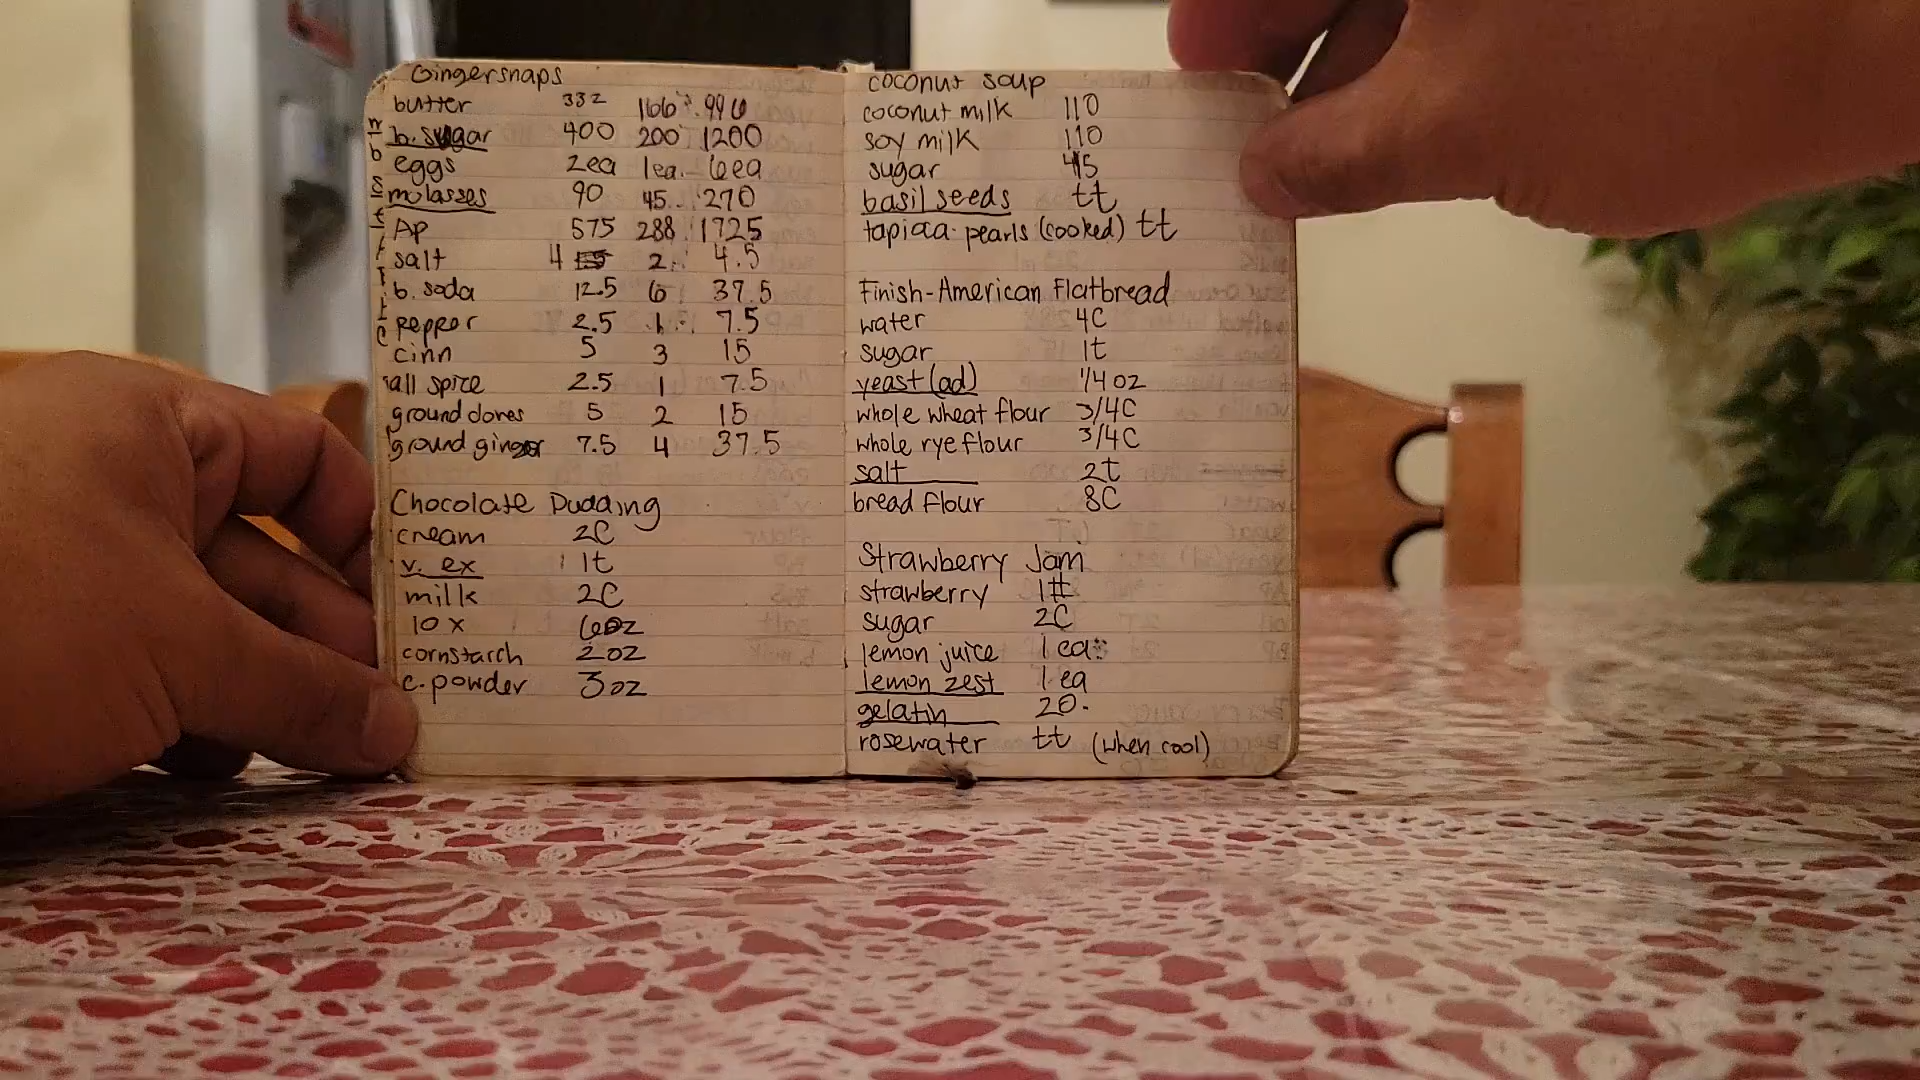 Gingersnaps
butter 332 166 996
b. sugar 400 200 1200
eggs 2ea 1ea. 6ea
molasses 90 45 270
AP 575 288 1725
salt 4 2 4.5
b. soda 12.5 6 37.5
pepper 2.5 1 7.5
cinn 5 3 15
all spice 2.5 1 7.5
ground cloves 5 2 15
ground ginger 7.5 4 37.5
Chocolate Pudding
cream 2C
v. ex 1t
milk 2C
10 x 6oz
cornstarch 2oz
c. powder 3oz
coconut soup
coconut milk 110
soy milk 110
sugar 45
basil seeds tt
tapioca pearls (cooked) tt
Finish-American Flatbread
water 4C
sugar 1t
yeast (ad) 1/4 oz
whole wheat flour 3/4C
whole rye flour 3/4C
salt 2t
bread flour 8C
Strawberry Jam
strawberry 1#
sugar 2C
lemon juice 1 ea
lemon zest 1 ea
gelatin 20.
rosewater tt (when cool)